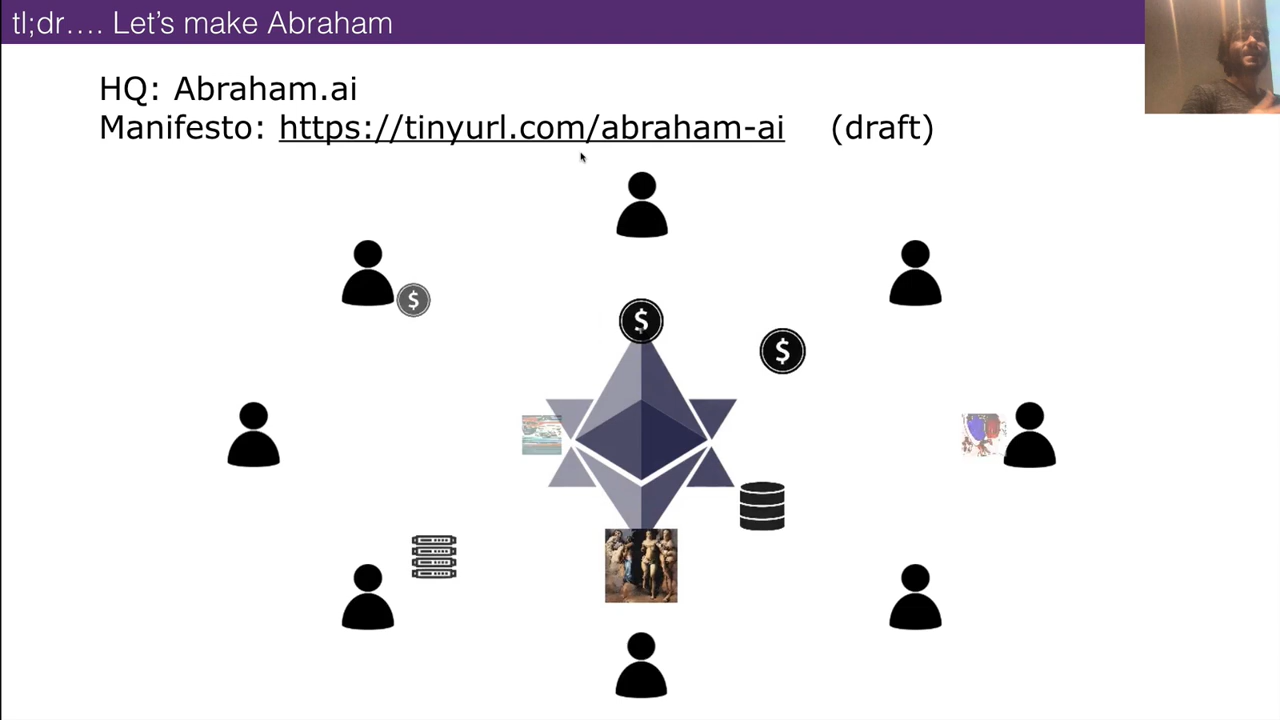 tl;dr.... Let's make Abraham
HQ: Abraham.ai
Manifesto: https://tinyurl.com/abraham-ai (draft)
$
$
$